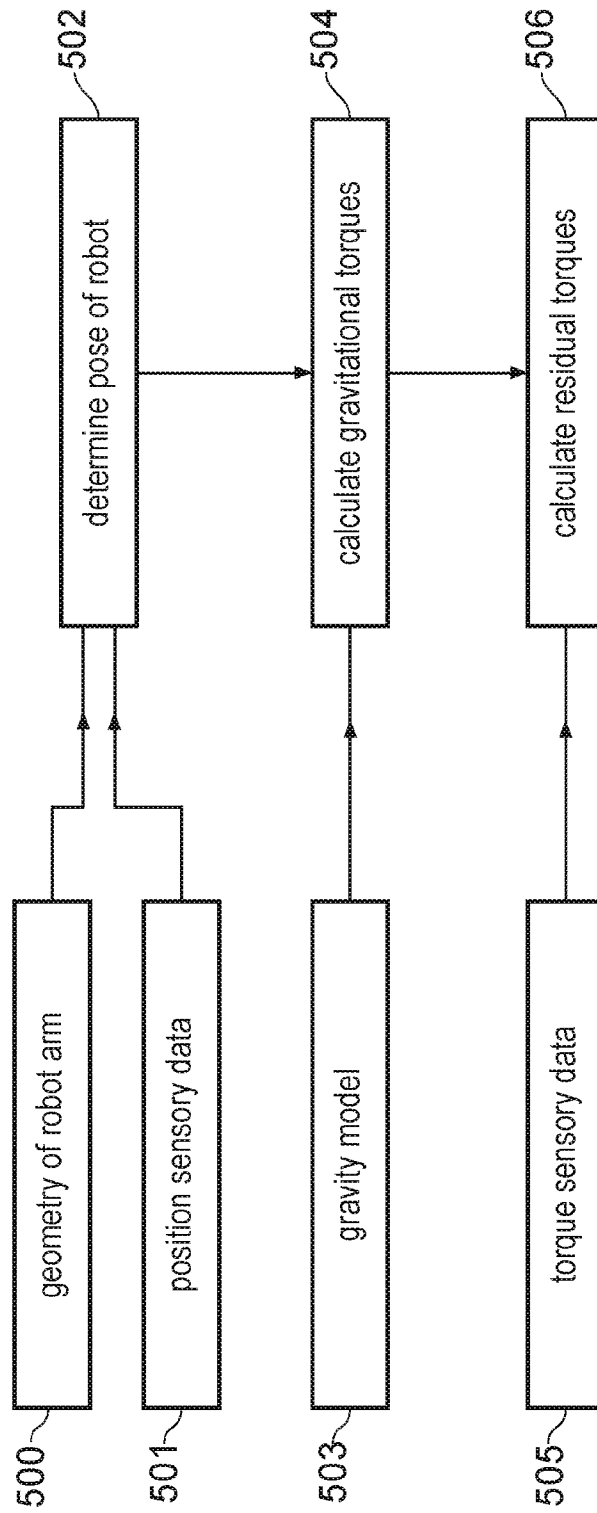 500
geometry of robot arm
501
position sensory data
determine pose of robot
502
503
gravity model
calculate gravitational torques
504
505
torque sensory data
calculate residual torques
506